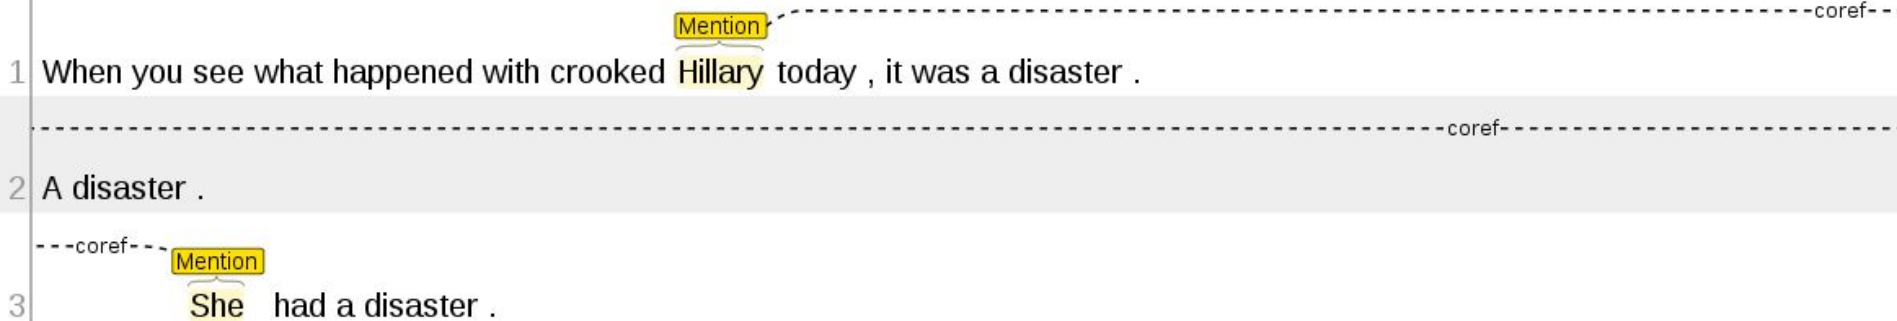 Mention
coref
1 When you see what happened with crooked Hillary today , it was a disaster .
coref
2 A disaster .
coref
Mention
3 She had a disaster .